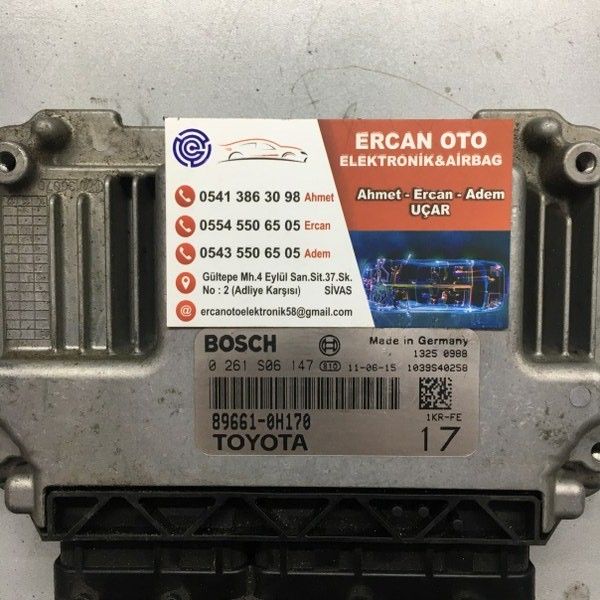 ERCAN OTO
ELEKTRONİK&AİRBAG
Ahmet - Ercan - Adem
UÇAR
0541 386 30 98 Ahmet
0554 550 65 05 Ercan
0543 550 65 05 Adem
Gültepe Mh.4 Eylül San.Sit.37.Sk.
No : 2 (Adliye Karşısı) SİVAS
ercanotoelektronik58@gmail.com
BOSCH Made in Germany
1325 0988
0 261 S06 147 810 11-06-15 1039S40258
89661-0H170 1KR-FE
TOYOTA 17